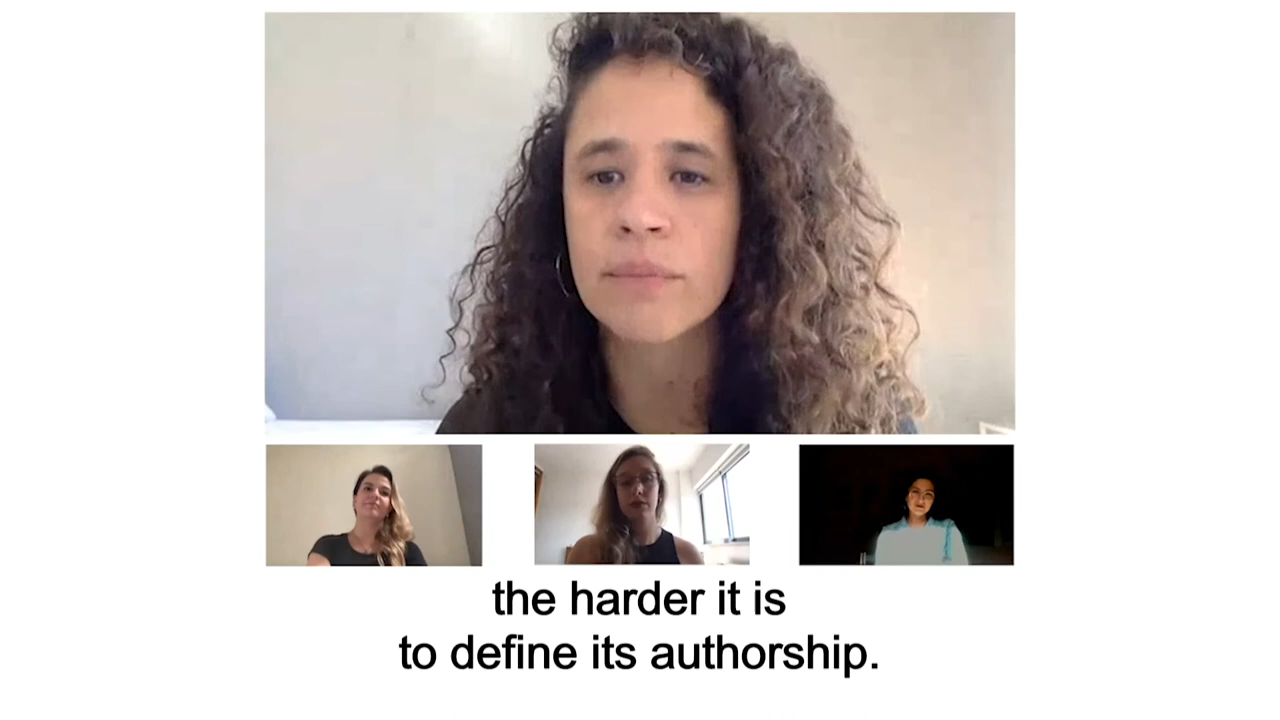 the harder it is
to define its authorship.